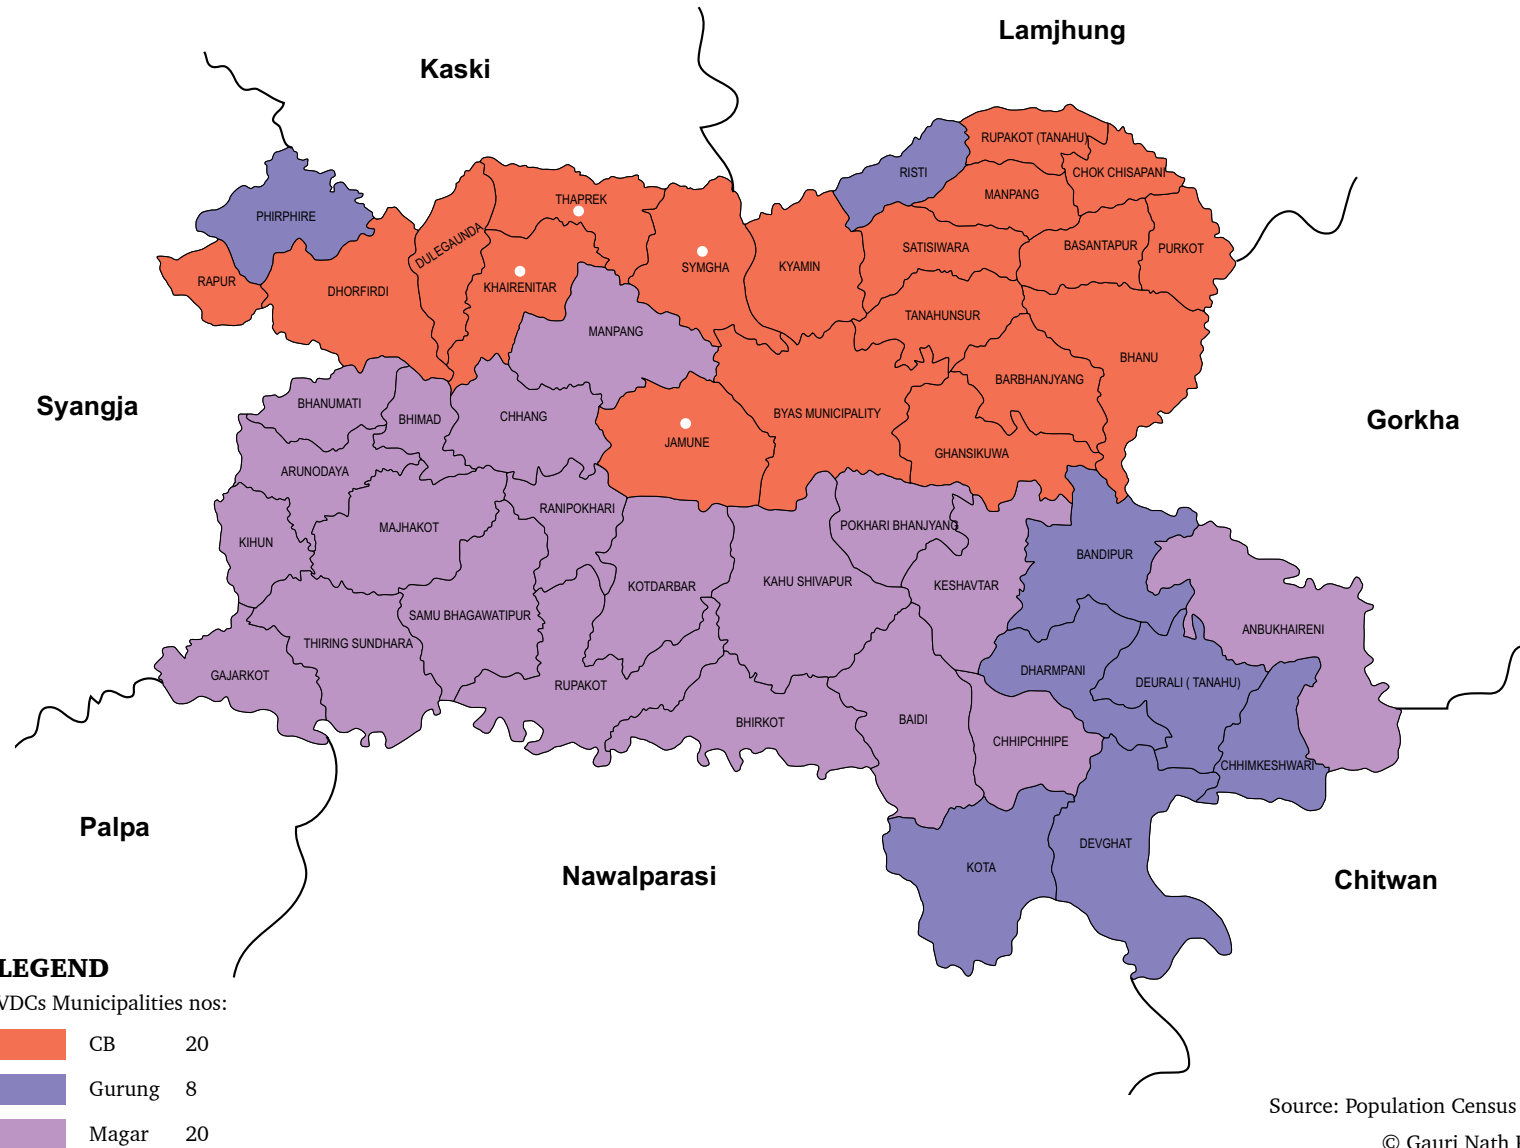 Lamjhung
Kaski
RUPAKOT (TANAHU)
RISTI
CHOK CHISAPANI
MANPANG
THAPREK
PHIRPHIRE
DULEGAUNDA
SATISIWARA
BASANTAPUR
PURKOT
SYMGHA
KYAMIN
RAPUR
DHORFIRDI
KHAIRENITAR
TANAHUNSUR
MANPANG
BHANU
BARBHANJYANG
Syangja
BHANUMATI
BHIMAD
CHHANG
BYAS MUNICIPALITY
Gorkha
JAMUNE
GHANSIKUWA
ARUNODAYA
RANIPOKHARI
MAJHAKOT
POKHARI BHANJYANG
KIHUN
BANDIPUR
KOTDARBAR
KAHU SHIVAPUR
KESHAVTAR
SAMU BHAGAWATIPUR
ANBUKHAIRENI
THIRING SUNDHARA
GAJARKOT
DHARMPANI
RUPAKOT
DEURALI ( TANAHU)
BHIRKOT
BAIDI
CHHIPCHHIPE
CHHIMKESHWARI
Palpa
DEVGHAT
KOTA
Nawalparasi
Chitwan
LEGEND
VDCs Municipalities nos:
CB 20
Gurung 8
Magar 20
Source: Population Census
© Gauri Nath